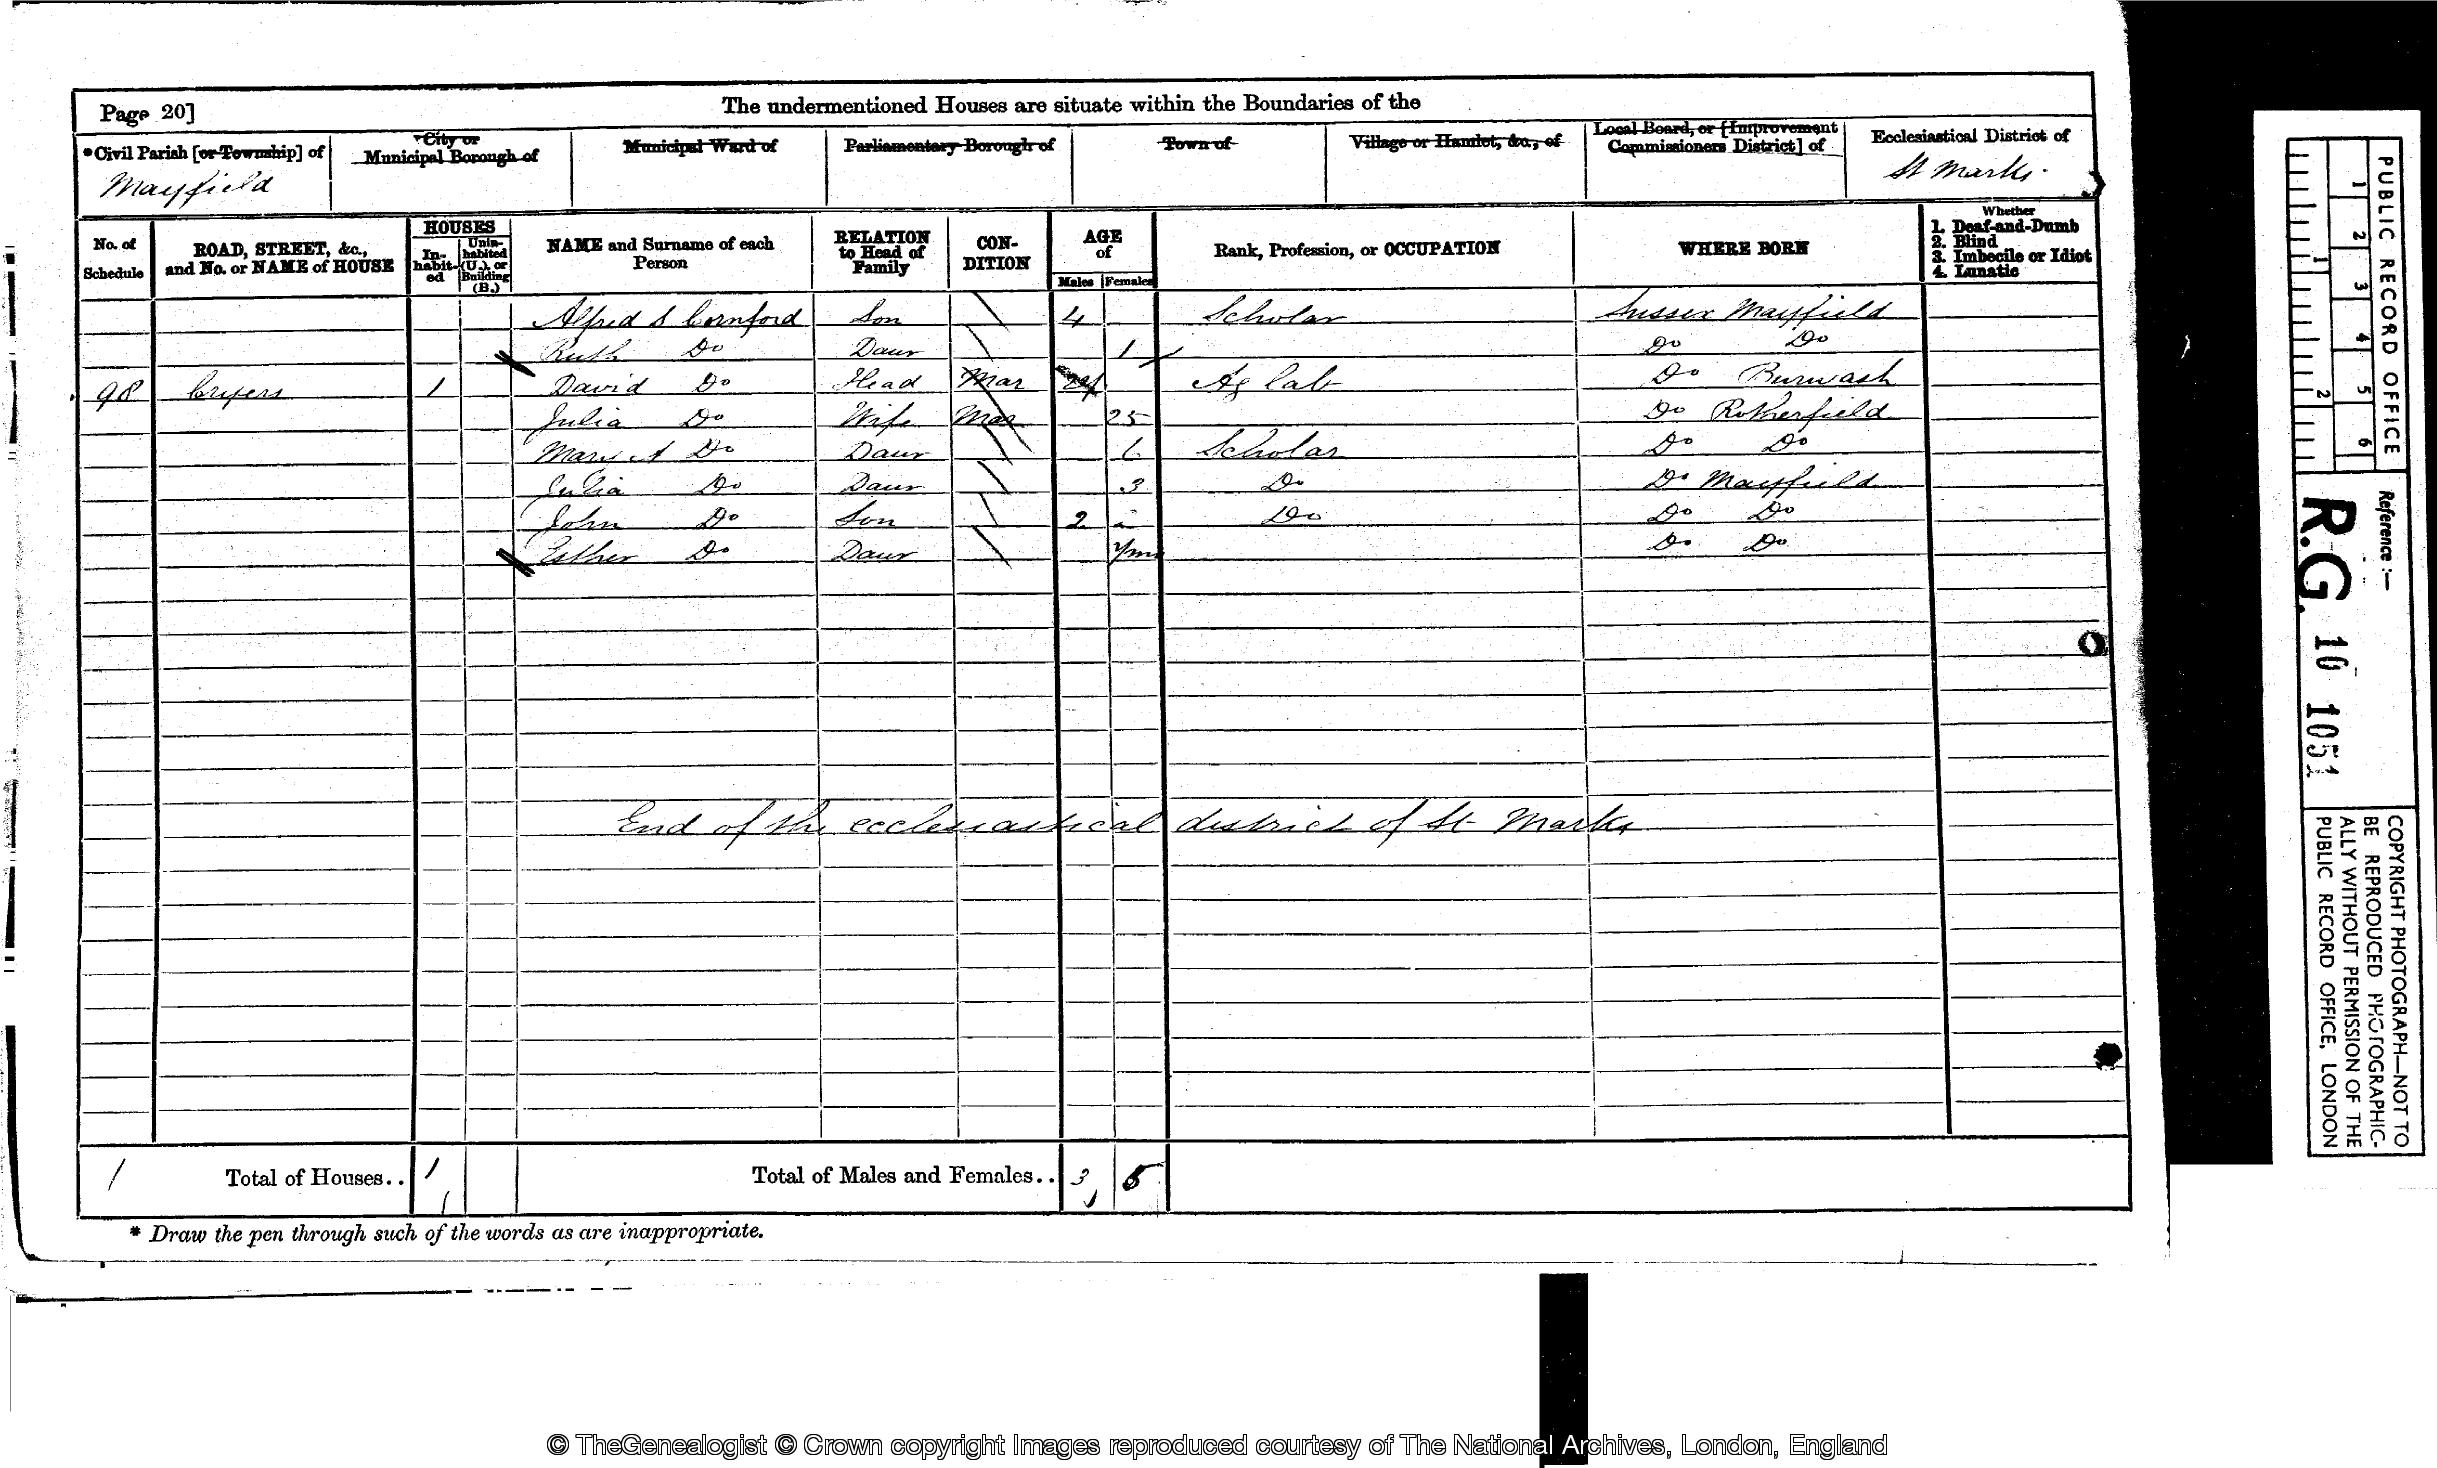 Page 20] The undermentioned Houses are situate within the Boundaries of the
*Civil Parish [or Township] of City or Municipal Borough of Municipal Ward of Parliamentary Borough of Town of Village or Hamlet, &c., of Local Board, or [Improvement Commissioners District] of Ecclesiastical District of
Mayfield St Marks
No. of Schedule ROAD, STREET, &c., and No. or NAME of HOUSE HOUSES In-habit-ed Unin-habited (U.), or Building (B.) NAME and Surname of each Person RELATION to Head of Family CON-DITION AGE of Males Females Rank, Profession, or OCCUPATION WHERE BORN Whether 1. Deaf-and-Dumb 2. Blind 3. Imbecile or Idiot 4. Lunatic
Alfred S Cornford Son 4 Scholar Sussex Mayfield
Ruth Do Daur 1 Do Do
98 Cryers 1 David Do Head Mar Ag lab Do Burwash
Julia Do Wife Mar 25 Do Rotherfield
Mary A Do Daur 6 Scholar Do Do
Julia Do Daur 3 Do Do Mayfield
John Do Son 2 Do Do Do
Esther Do Daur Do Do
End of the ecclesiastical district of St Marks
1 Total of Houses.. 1 Total of Males and Females.. 3 5
* Draw the pen through such of the words as are inappropriate.
PUBLIC RECORD OFFICE
1 2 3 4 5 6
1 2
Reference :—
R.G. 10 1051
COPYRIGHT PHOTOGRAPH—NOT TO
BE REPRODUCED PHOTOGRAPHIC-
ALLY WITHOUT PERMISSION OF THE
PUBLIC RECORD OFFICE, LONDON
© TheGenealogist © Crown copyright Images reproduced courtesy of The National Archives, London, England